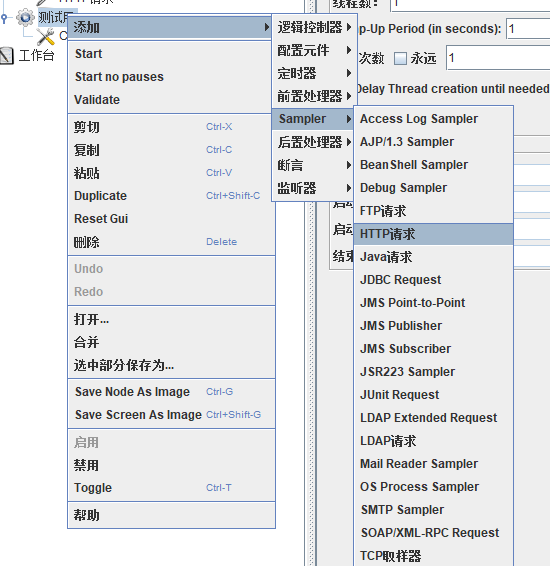 HTTP请求
线程数： 1
测试用
工作台
添加
Start
Start no pauses
Validate
剪切 Ctrl-X
复制 Ctrl-C
粘贴 Ctrl-V
Duplicate Ctrl+Shift-C
Reset Gui
删除 Delete
Undo
Redo
打开...
合并
选中部分保存为...
Save Node As Image Ctrl-G
Save Screen As Image Ctrl+Shift-G
启用
禁用
Toggle Ctrl-T
帮助
逻辑控制器
配置元件
定时器
前置处理器
Sampler
后置处理器
断言
监听器
p-Up Period (in seconds): 1
次数 永远 1
Delay Thread creation until needed
启动
启动
结束
Access Log Sampler
AJP/1.3 Sampler
BeanShell Sampler
Debug Sampler
FTP请求
HTTP请求
Java请求
JDBC Request
JMS Point-to-Point
JMS Publisher
JMS Subscriber
JSR223 Sampler
JUnit Request
LDAP Extended Request
LDAP请求
Mail Reader Sampler
OS Process Sampler
SMTP Sampler
SOAP/XML-RPC Request
TCP取样器